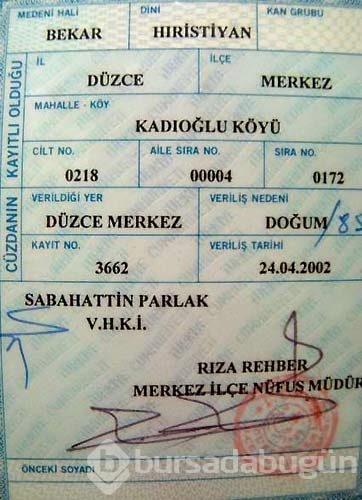 MEDENİ HALİ DİNİ KAN GRUBU
BEKAR HIRİSTİYAN
İL İLÇE
DÜZCE MERKEZ
MAHALLE - KÖY
KADIOĞLU KÖYÜ
CİLT NO. AİLE SIRA NO. SIRA NO.
0218 00004 0172
VERİLDİĞİ YER VERİLİŞ NEDENİ
DÜZCE MERKEZ DOĞUM
KAYIT NO. VERİLİŞ TARİHİ
3662 24.04.2002
CÜZDANIN KAYITLI OLDUĞU
SABAHATTİN PARLAK
V.H.K.İ.
RIZA REHBER
MERKEZ İLÇE NÜFUS MÜDÜR
ÖNCEKİ SOYADI
bursadabugün